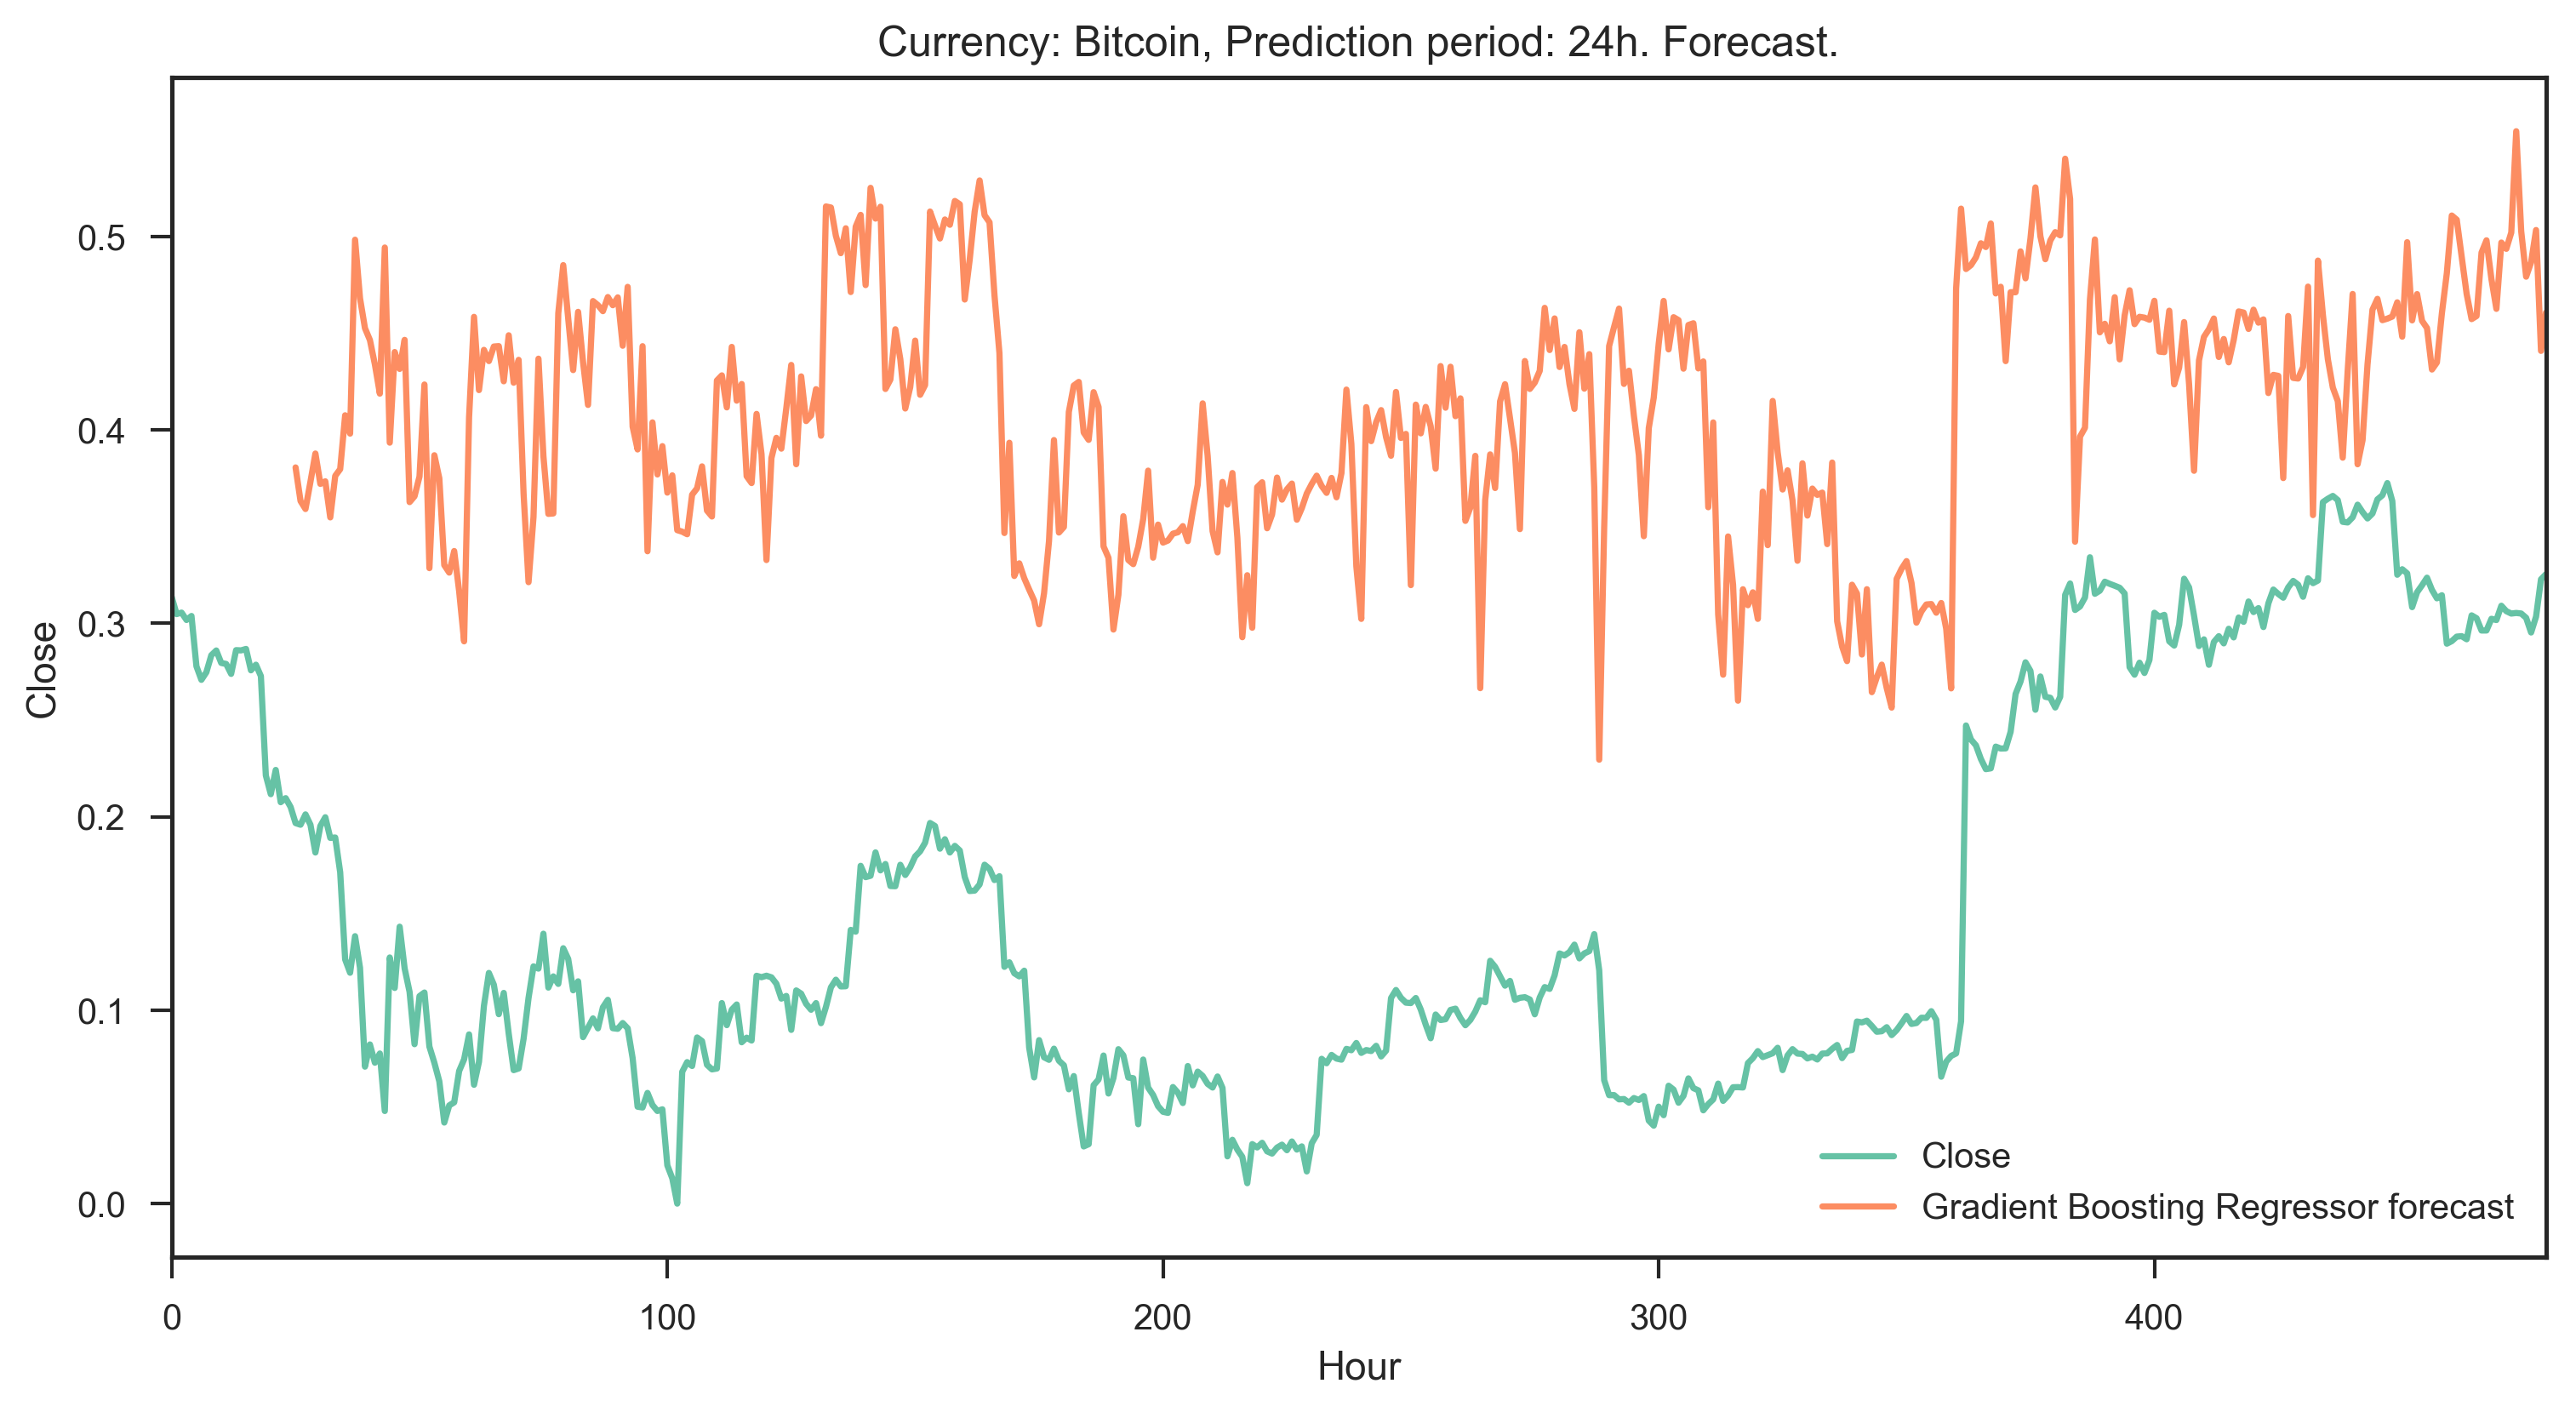 Currency: Bitcoin, Prediction period: 24h. Forecast.
Close
0.5
0.4
0.3
0.2
0.1
0.0
0
100
200
300
400
Hour
Close
Gradient Boosting Regressor forecast